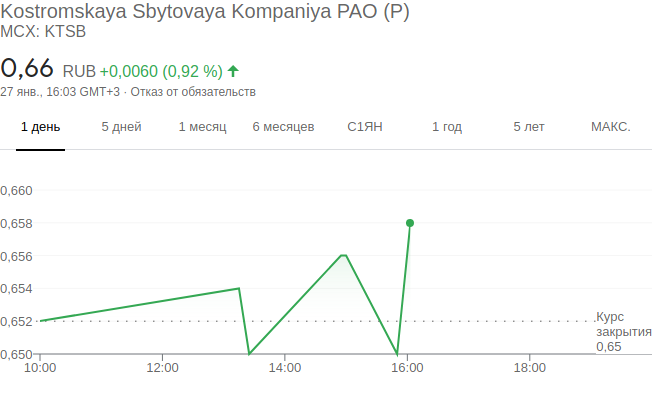 Kostromskaya Sbytovaya Kompaniya PAO (P)
MCX: KTSB
0,66 RUB +0,0060 (0,92 %)
27 янв., 16:03 GMT+3 · Отказ от обязательств
1 день 5 дней 1 месяц 6 месяцев С1ЯН 1 год 5 лет МАКС.
0,660
0,658
0,656
0,654
0,652
0,650
Курс
закрытия
0,65
10:00 12:00 14:00 16:00 18:00